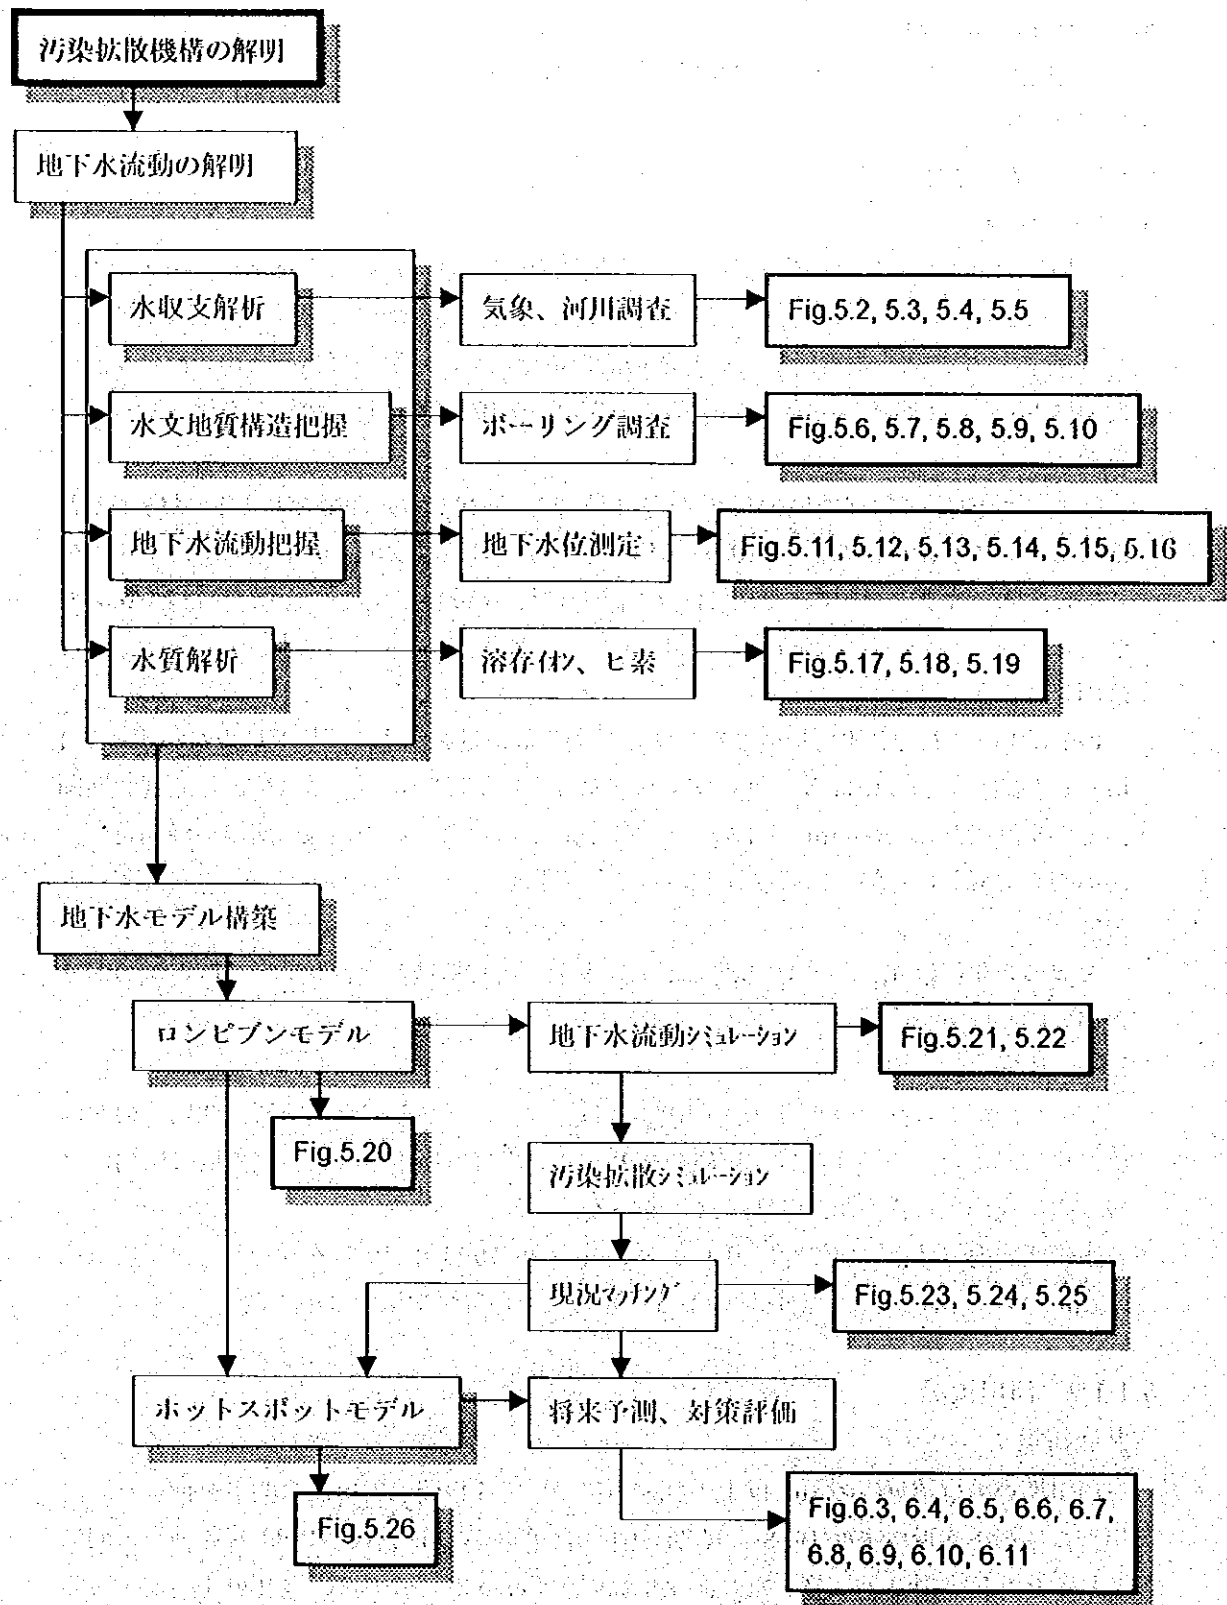 汚染拡散機構の解明
地下水流動の解明
水収支解析
気象、河川調査
Fig.5.2, 5.3, 5.4, 5.5
水文地質構造把握
ボーリング調査
Fig.5.6, 5.7, 5.8, 5.9, 5.10
地下水流動把握
地下水位測定
Fig.5.11, 5.12, 5.13, 5.14, 5.15, 5.16
水質解析
溶存ｲｵﾝ、ヒ素
Fig.5.17, 5.18, 5.19
地下水モデル構築
ロンピブンモデル
地下水流動ｼﾐｭﾚｰｼｮﾝ
Fig.5.21, 5.22
Fig.5.20
汚染拡散ｼﾐｭﾚｰｼｮﾝ
現況ﾏｯﾁﾝｸﾞ
Fig.5.23, 5.24, 5.25
ホットスポットモデル
将来予測、対策評価
Fig.5.26
Fig.6.3, 6.4, 6.5, 6.6, 6.7,
6.8, 6.9, 6.10, 6.11